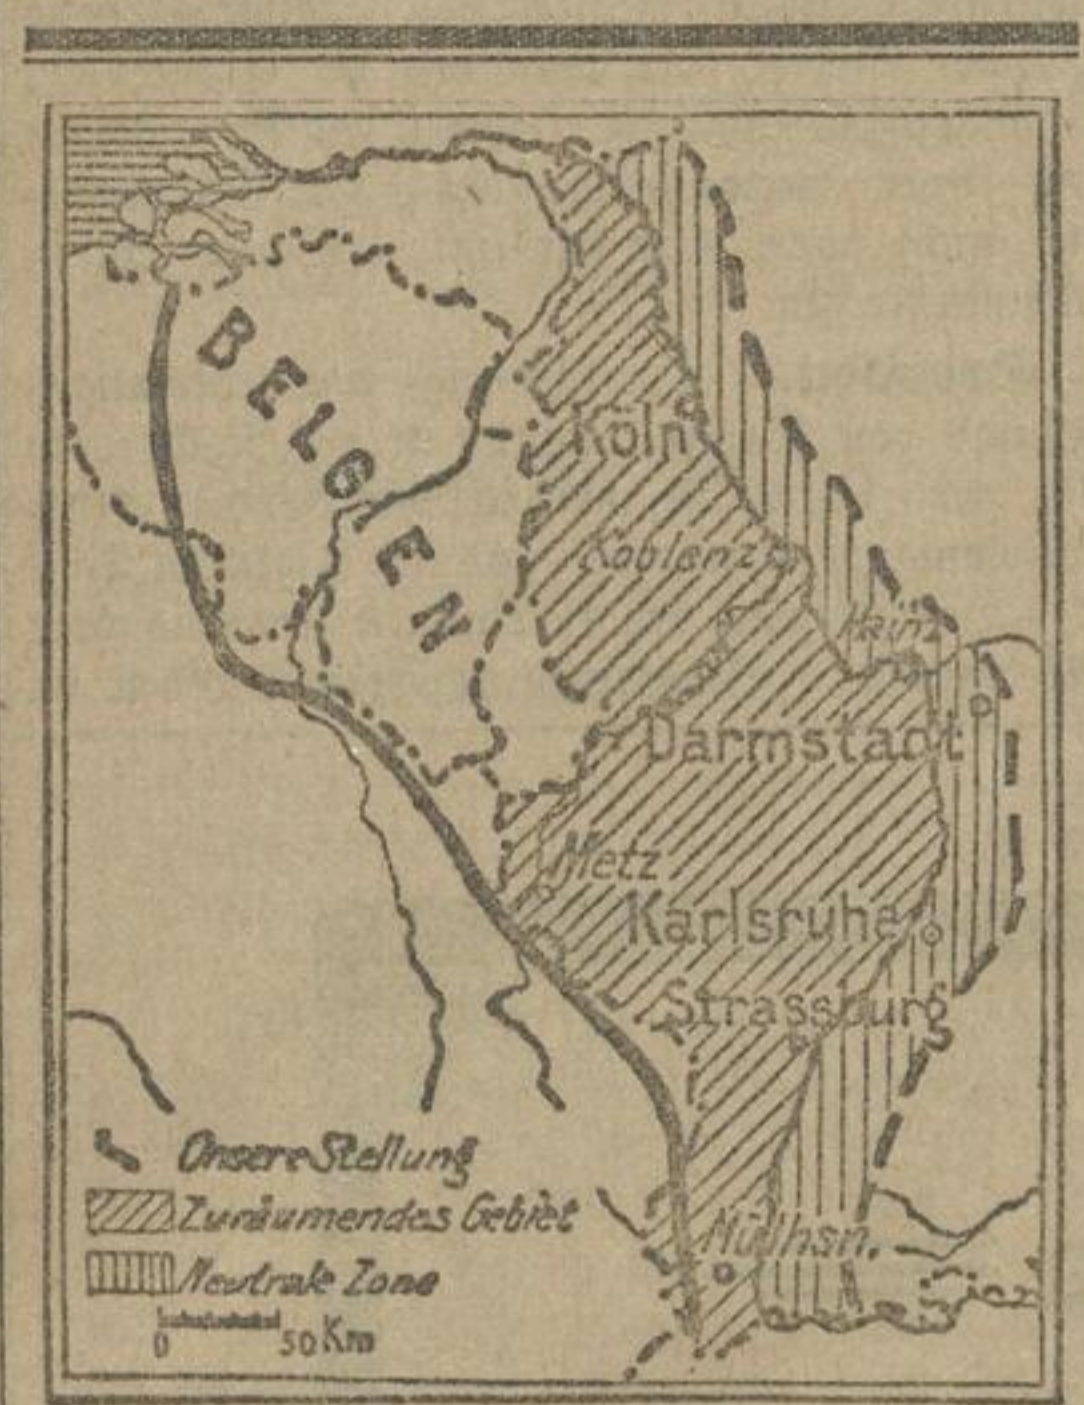 BELGIEN
Köln
Koblenz
Mainz
Darmstadt
Metz
Karlsruhe
Strassburg
Unsere Stellung
Zuräumendes Gebiet
Neutrale Zone
0 50 Km
Mülhsn.